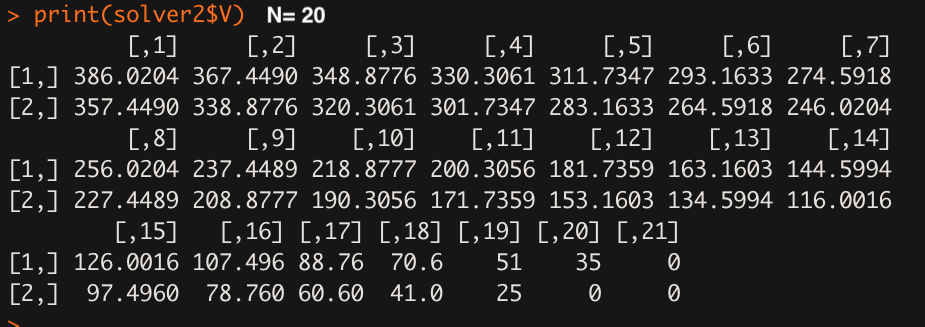 > print(solver2$V) N= 20
[,1] [,2] [,3] [,4] [,5] [,6] [,7]
[1,] 386.0204 367.4490 348.8776 330.3061 311.7347 293.1633 274.5918
[2,] 357.4490 338.8776 320.3061 301.7347 283.1633 264.5918 246.0204
[,8] [,9] [,10] [,11] [,12] [,13] [,14]
[1,] 256.0204 237.4489 218.8777 200.3056 181.7359 163.1603 144.5994
[2,] 227.4489 208.8777 190.3056 171.7359 153.1603 134.5994 116.0016
[,15] [,16] [,17] [,18] [,19] [,20] [,21]
[1,] 126.0016 107.496 88.76 70.6 51 35 0
[2,] 97.4960 78.760 60.60 41.0 25 0 0
>